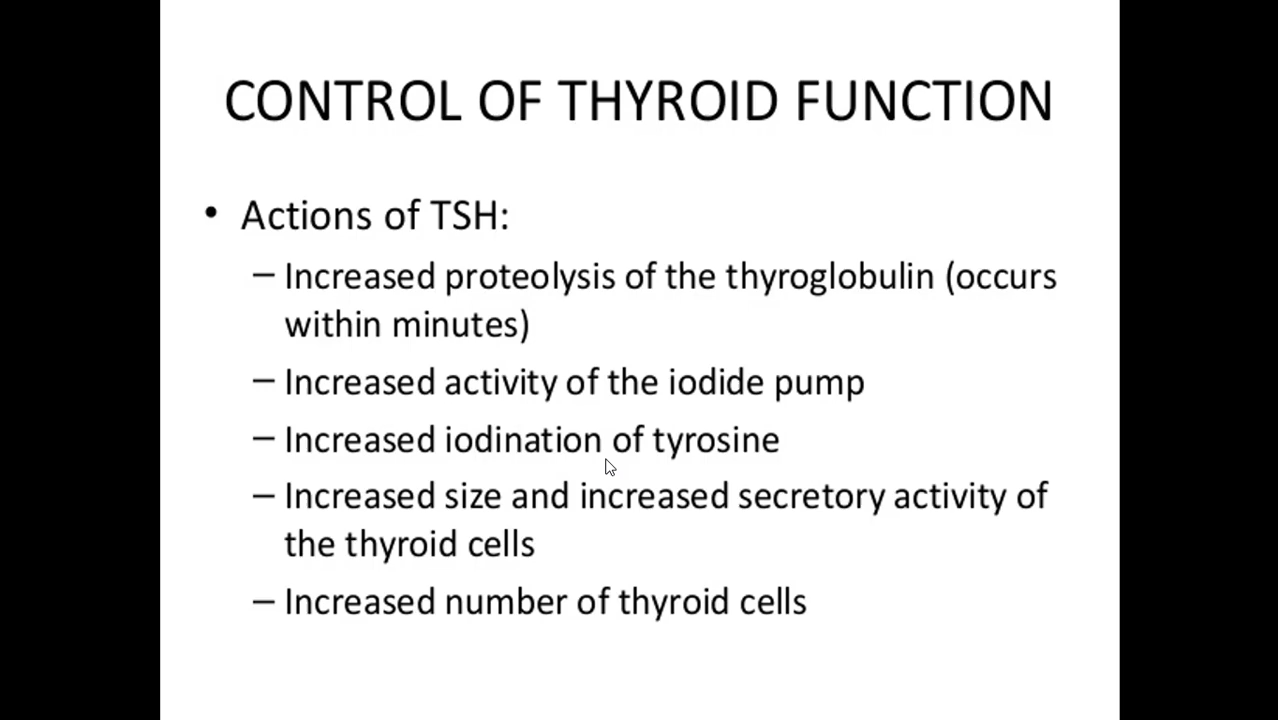 CONTROL OF THYROID FUNCTION
• Actions of TSH:
– Increased proteolysis of the thyroglobulin (occurs
within minutes)
– Increased activity of the iodide pump
– Increased iodination of tyrosine
– Increased size and increased secretory activity of
the thyroid cells
– Increased number of thyroid cells